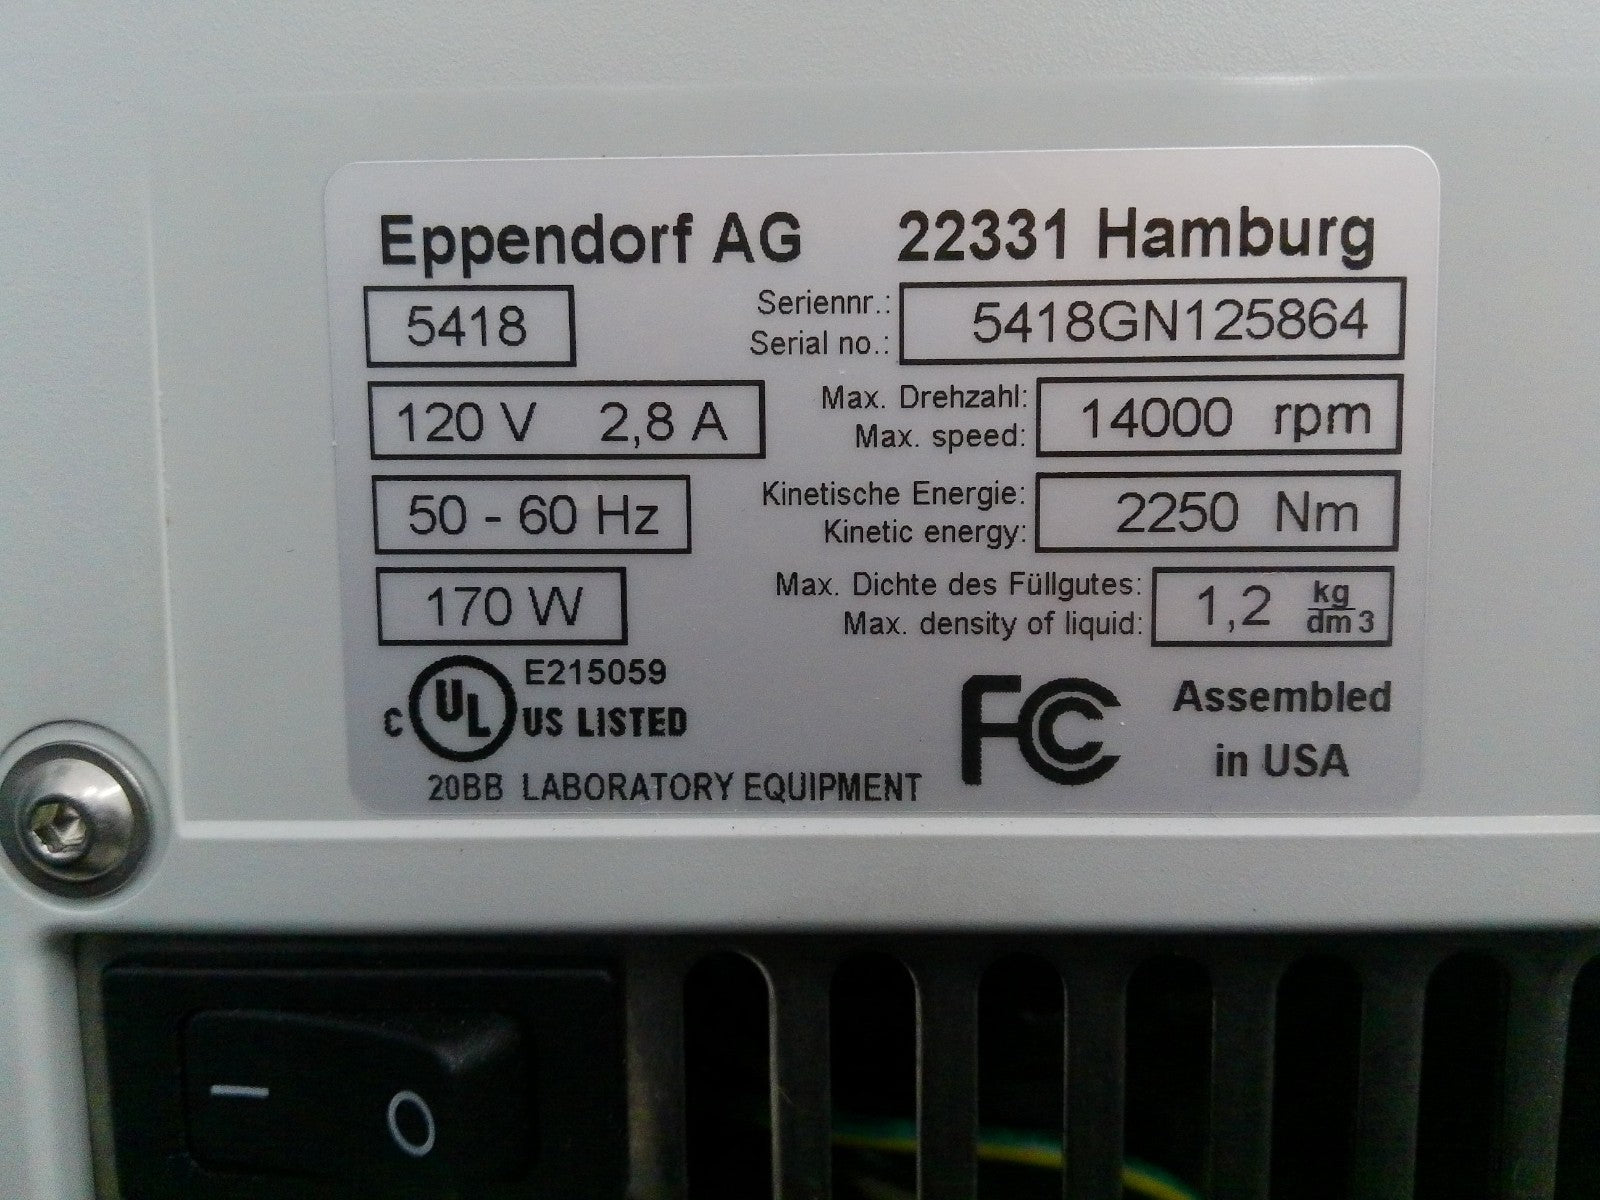 Eppendorf AG 22331 Hamburg
5418
Seriennr.:
Serial no.:
5418GN125864
120 V 2,8 A
Max. Drehzahl:
Max. speed:
14000 rpm
50 - 60 Hz
Kinetische Energie:
Kinetic energy:
2250 Nm
170 W
Max. Dichte des Füllgutes:
Max. density of liquid:
1,2 kg/dm3
E215059
C UL US LISTED
20BB LABORATORY EQUIPMENT
FC
Assembled
in USA